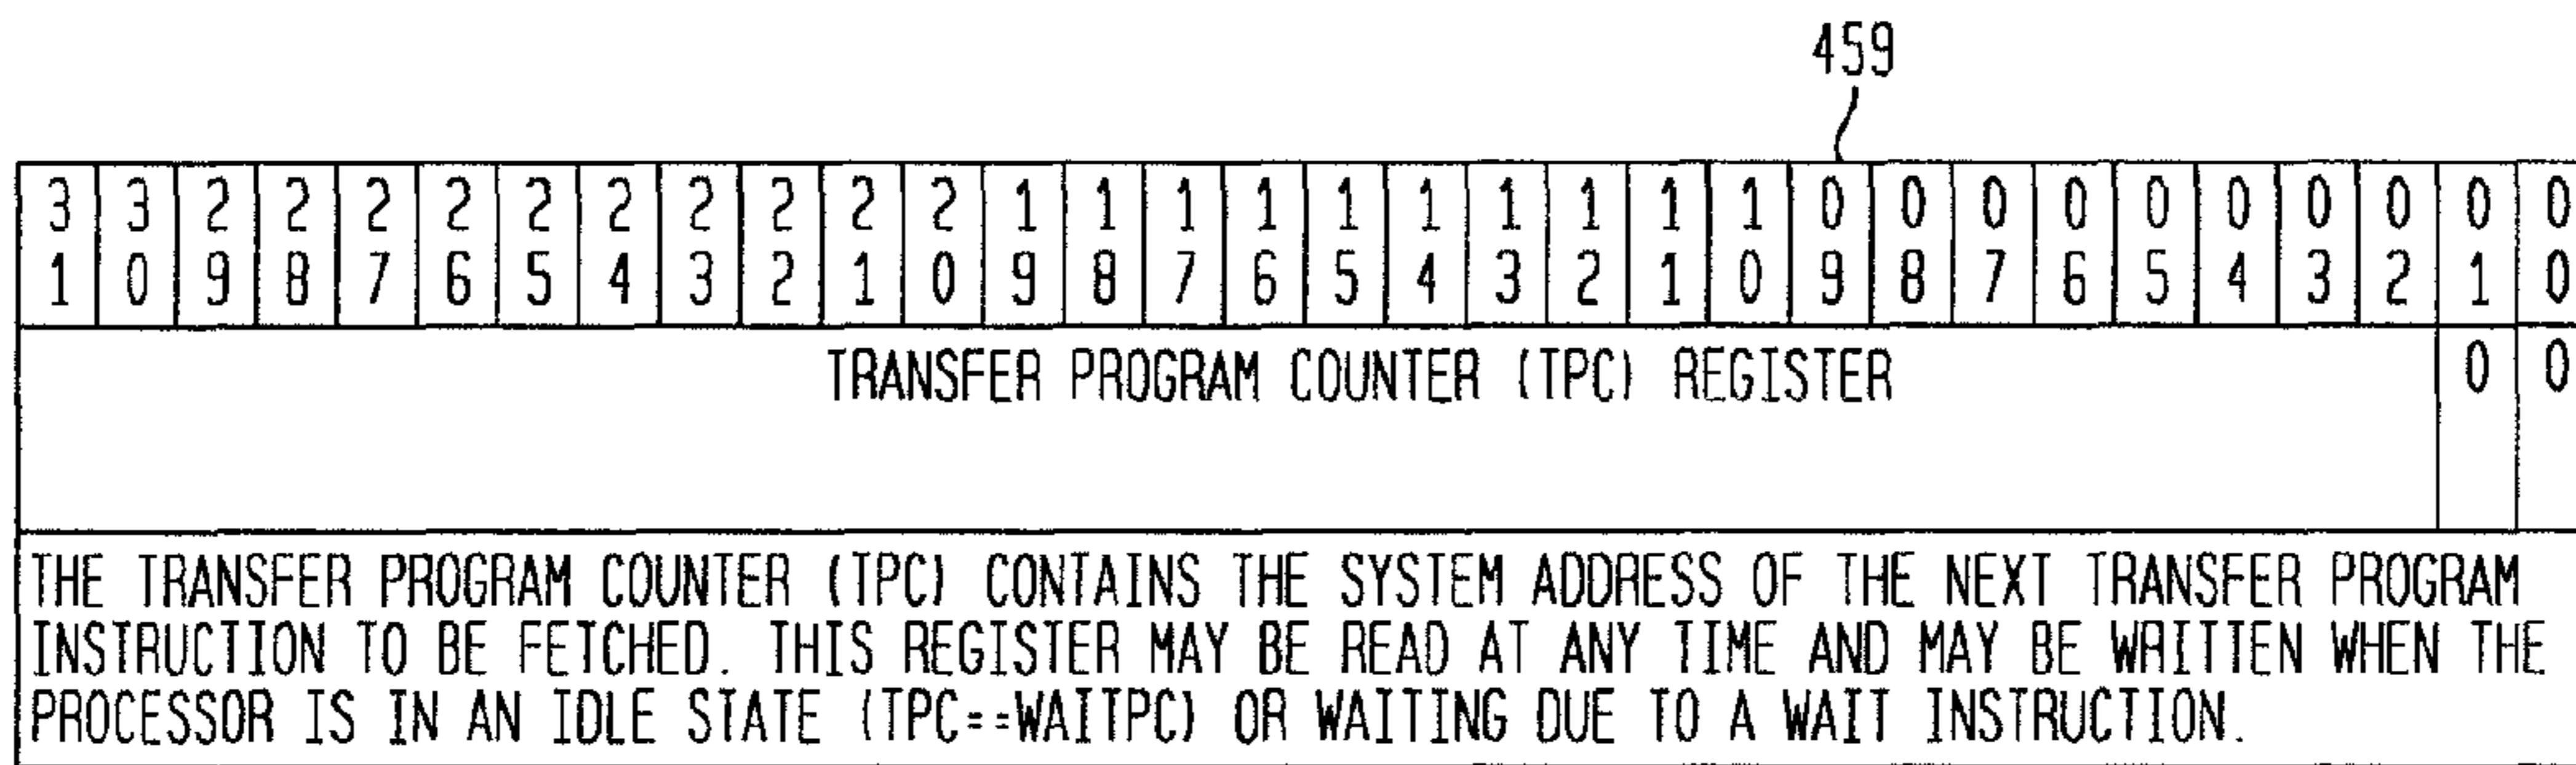 459
3 3 2 2 2 2 2 2 2 2 2 2 1 1 1 1 1 1 1 1 1 1 0 0 0 0 0 0 0 0 0 0
1 0 9 8 7 6 5 4 3 2 1 0 9 8 7 6 5 4 3 2 1 0 9 8 7 6 5 4 3 2 1 0
TRANSFER PROGRAM COUNTER (TPC) REGISTER 0 0
THE TRANSFER PROGRAM COUNTER (TPC) CONTAINS THE SYSTEM ADDRESS OF THE NEXT TRANSFER PROGRAM
INSTRUCTION TO BE FETCHED. THIS REGISTER MAY BE READ AT ANY TIME AND MAY BE WRITTEN WHEN THE
PROCESSOR IS IN AN IDLE STATE (TPC==WAITPC) OR WAITING DUE TO A WAIT INSTRUCTION.